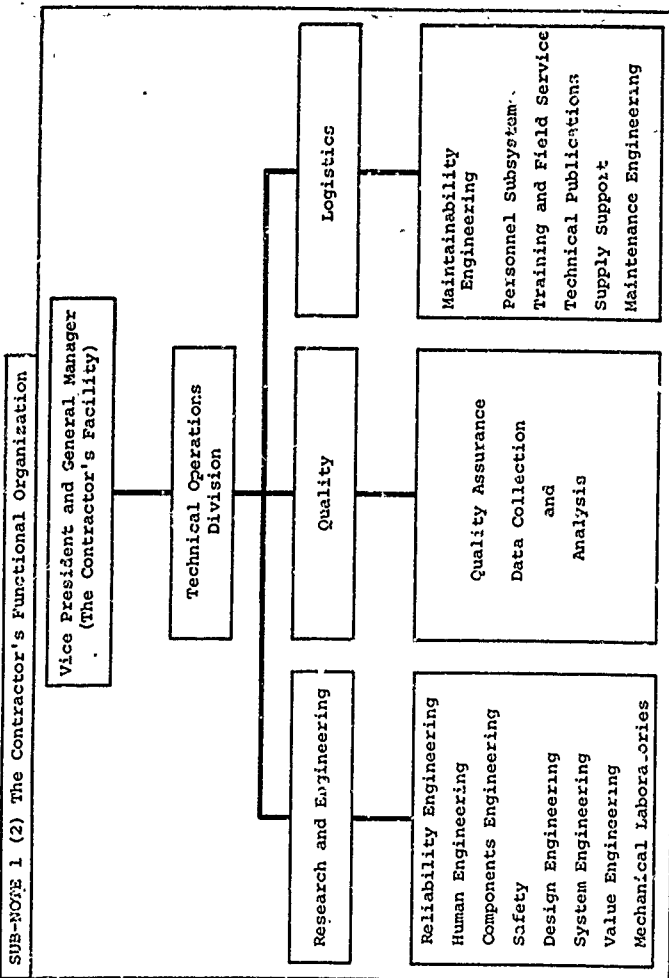 SUB-NOTE 1 (2) The Contractor's Functional Organization
Vice President and General Manager
(The Contractor's Facility)
Technical Operations
Division
Research and Engineering
Quality
Logistics
Reliability Engineering
Human Engineering
Components Engineering
Safety
Design Engineering
System Engineering
Value Engineering
Mechanical Laboratories
Quality Assurance
Data Collection
and
Analysis
Maintainability
Engineering
Personnel Subsystem
Training and Field Service
Technical Publications
Supply Support
Maintenance Engineering